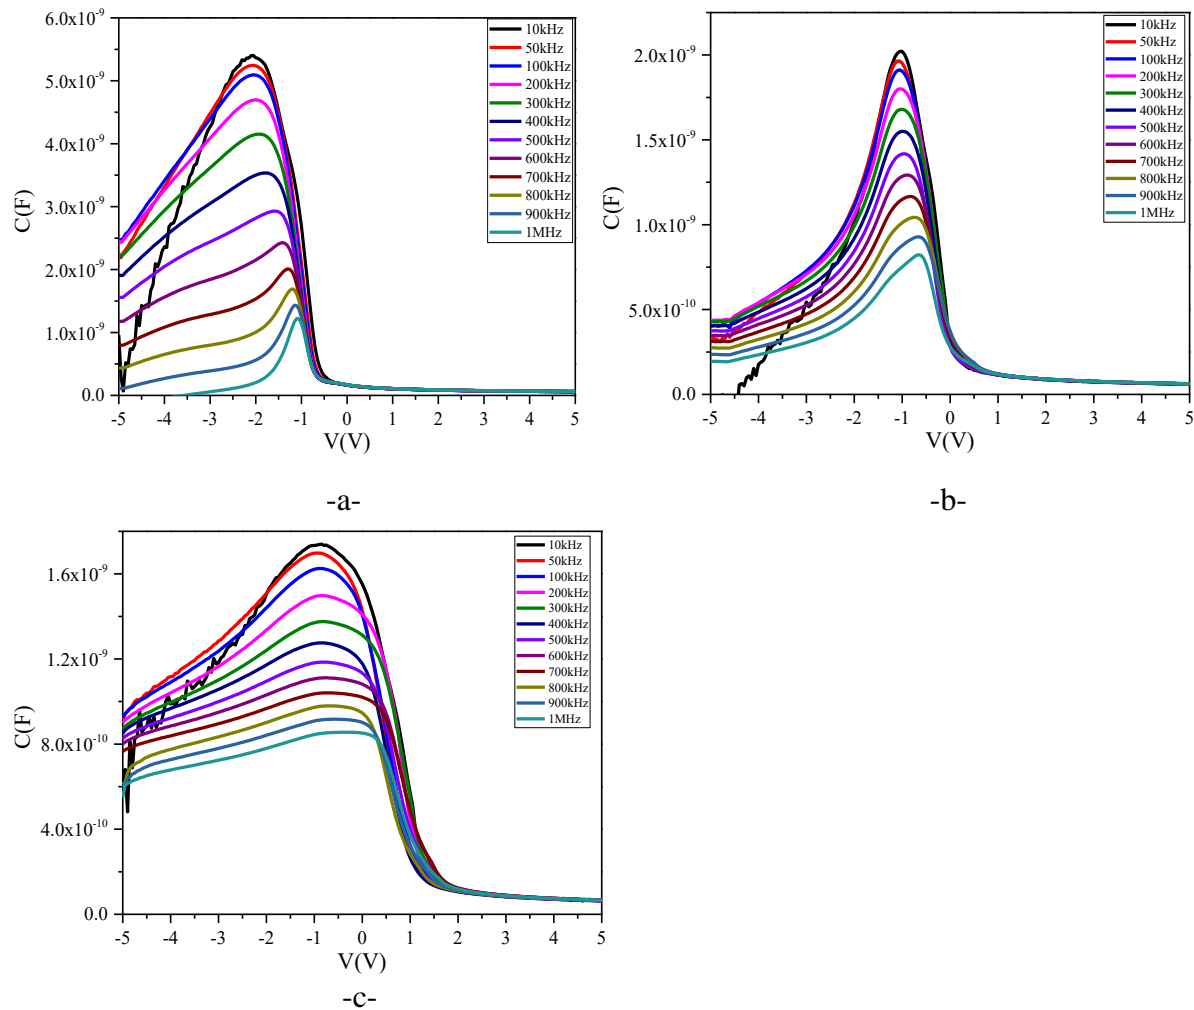 6.0x10⁻⁹
5.0x10⁻⁹
4.0x10⁻⁹
3.0x10⁻⁹
2.0x10⁻⁹
1.0x10⁻⁹
0.0
C(F)
10kHz
50kHz
100kHz
200kHz
300kHz
400kHz
500kHz
600kHz
700kHz
800kHz
900kHz
1MHz
-5 -4 -3 -2 -1 0 1 2 3 4 5
V(V)
-a-
2.0x10⁻⁹
1.5x10⁻⁹
1.0x10⁻⁹
5.0x10⁻¹⁰
0.0
C(F)
10kHz
50kHz
100kHz
200kHz
300kHz
400kHz
500kHz
600kHz
700kHz
800kHz
900kHz
1MHz
-5 -4 -3 -2 -1 0 1 2 3 4 5
V(V)
-b-
1.6x10⁻⁹
1.2x10⁻⁹
8.0x10⁻¹⁰
4.0x10⁻¹⁰
0.0
C(F)
10kHz
50kHz
100kHz
200kHz
300kHz
400kHz
500kHz
600kHz
700kHz
800kHz
900kHz
1MHz
-5 -4 -3 -2 -1 0 1 2 3 4 5
V(V)
-c-